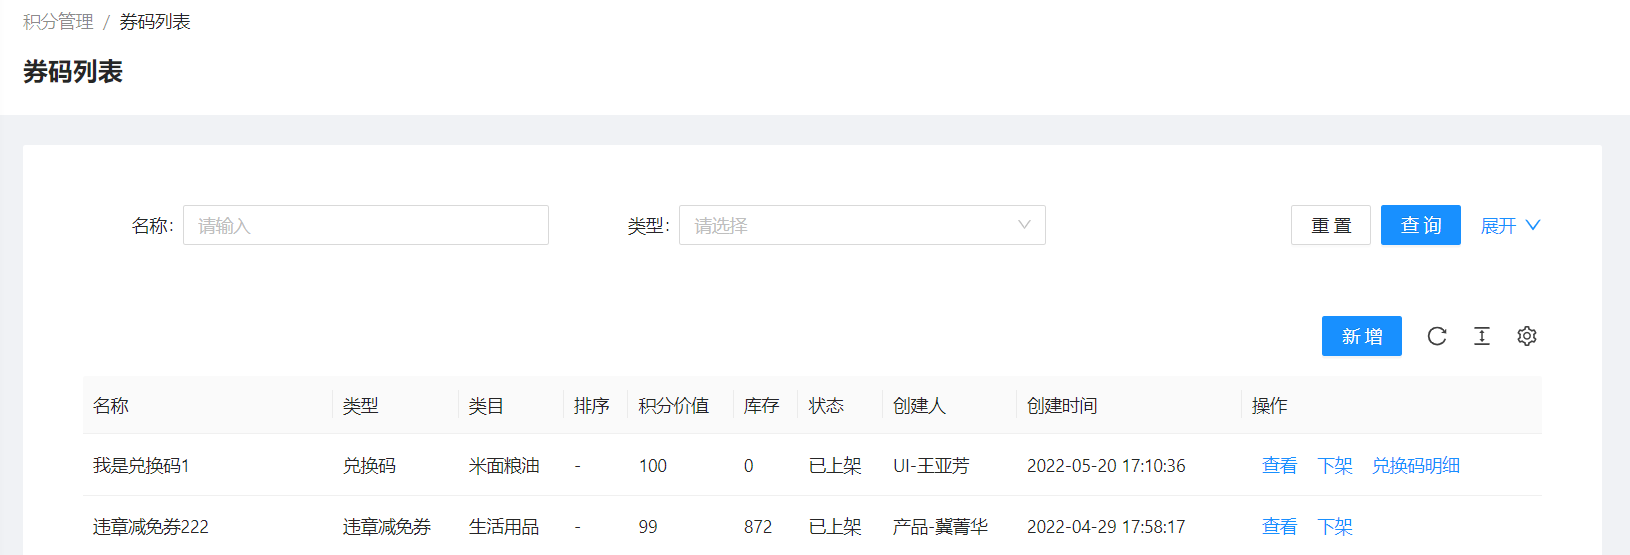 积分管理 / 券码列表
券码列表
名称: 请输入 类型: 请选择 重置 查询 展开
新增
名称 类型 类目 排序 积分价值 库存 状态 创建人 创建时间 操作
我是兑换码1 兑换码 米面粮油 - 100 0 已上架 UI-王亚芳 2022-05-20 17:10:36 查看 下架 兑换码明细
违章减免券222 违章减免券 生活用品 - 99 872 已上架 产品-冀菁华 2022-04-29 17:58:17 查看 下架